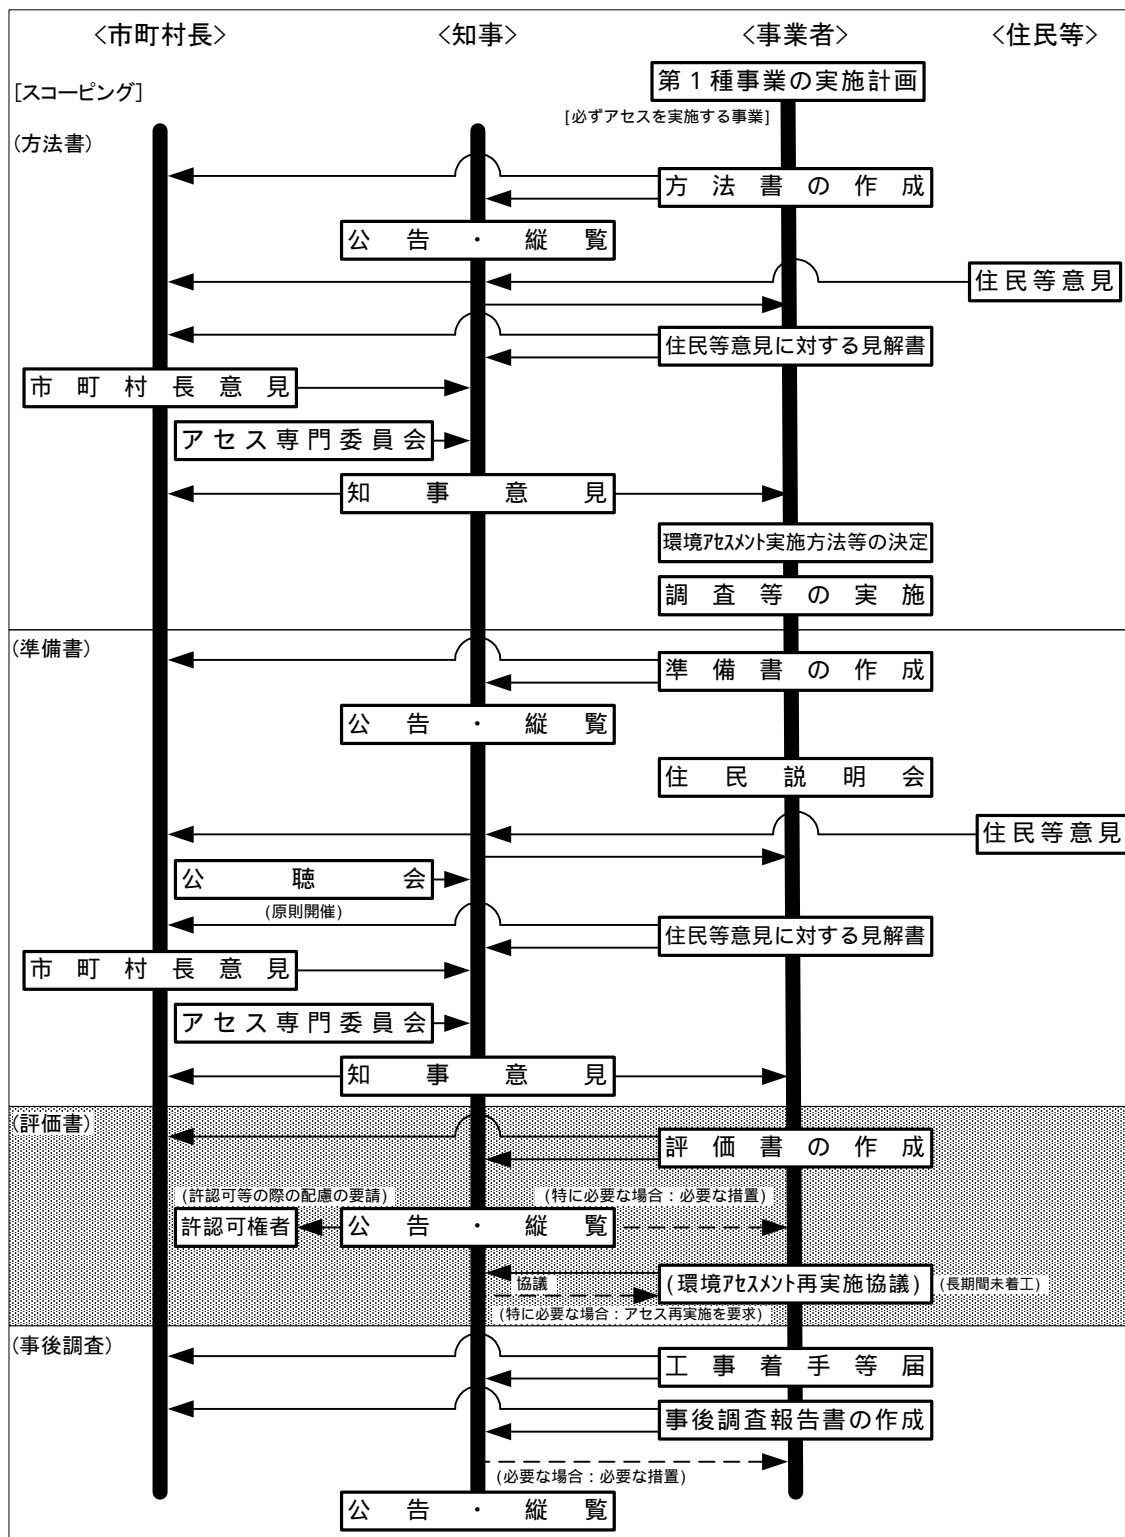 <市町村長> <知事> <事業者> <住民等>
第１種事業の実施計画
[スコーピング]
[必ずアセスを実施する事業]
(方法書)
方法書の作成
公告・縦覧
住民等意見
住民等意見に対する見解書
市町村長意見
アセス専門委員会
知事意見
環境ｱｾｽﾒﾝﾄ実施方法等の決定
調査等の実施
(準備書)
準備書の作成
公告・縦覧
住民説明会
住民等意見
公聴会
(原則開催)
住民等意見に対する見解書
市町村長意見
アセス専門委員会
知事意見
(評価書)
評価書の作成
(許認可等の際の配慮の要請) (特に必要な場合：必要な措置)
許認可権者 公告・縦覧
協議 (環境ｱｾｽﾒﾝﾄ再実施協議) (長期間未着工)
(特に必要な場合：アセス再実施を要求)
(事後調査)
工事着手等届
事後調査報告書の作成
(必要な場合：必要な措置)
公告・縦覧